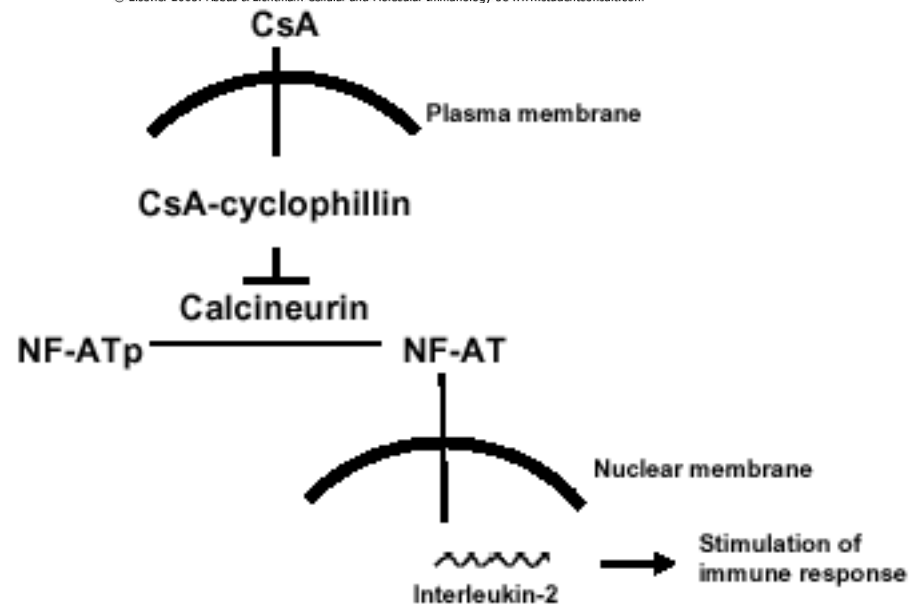 CsA
Plasma membrane
CsA-cyclophillin
Calcineurin
NF-ATp NF-AT
Nuclear membrane
Stimulation of
immune response
Interleukin-2